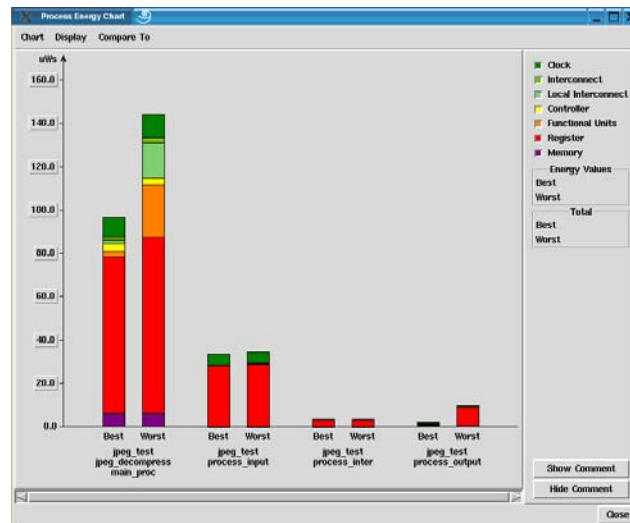 Process Energy Chart
Chart Display Compare To
uWs
160.0
140.0
120.0
100.0
80.0
60.0
40.0
20.0
0.0
Best Worst Best Worst Best Worst Best Worst
jpeg_test jpeg_test jpeg_test jpeg_test
jpeg_decompress process_input process_inter process_output
main_proc
Clock
Interconnect
Local Interconnect
Controller
Functional Units
Register
Memory
Energy Values
Best
Worst
Total
Best
Worst
Show Comment
Hide Comment
Close